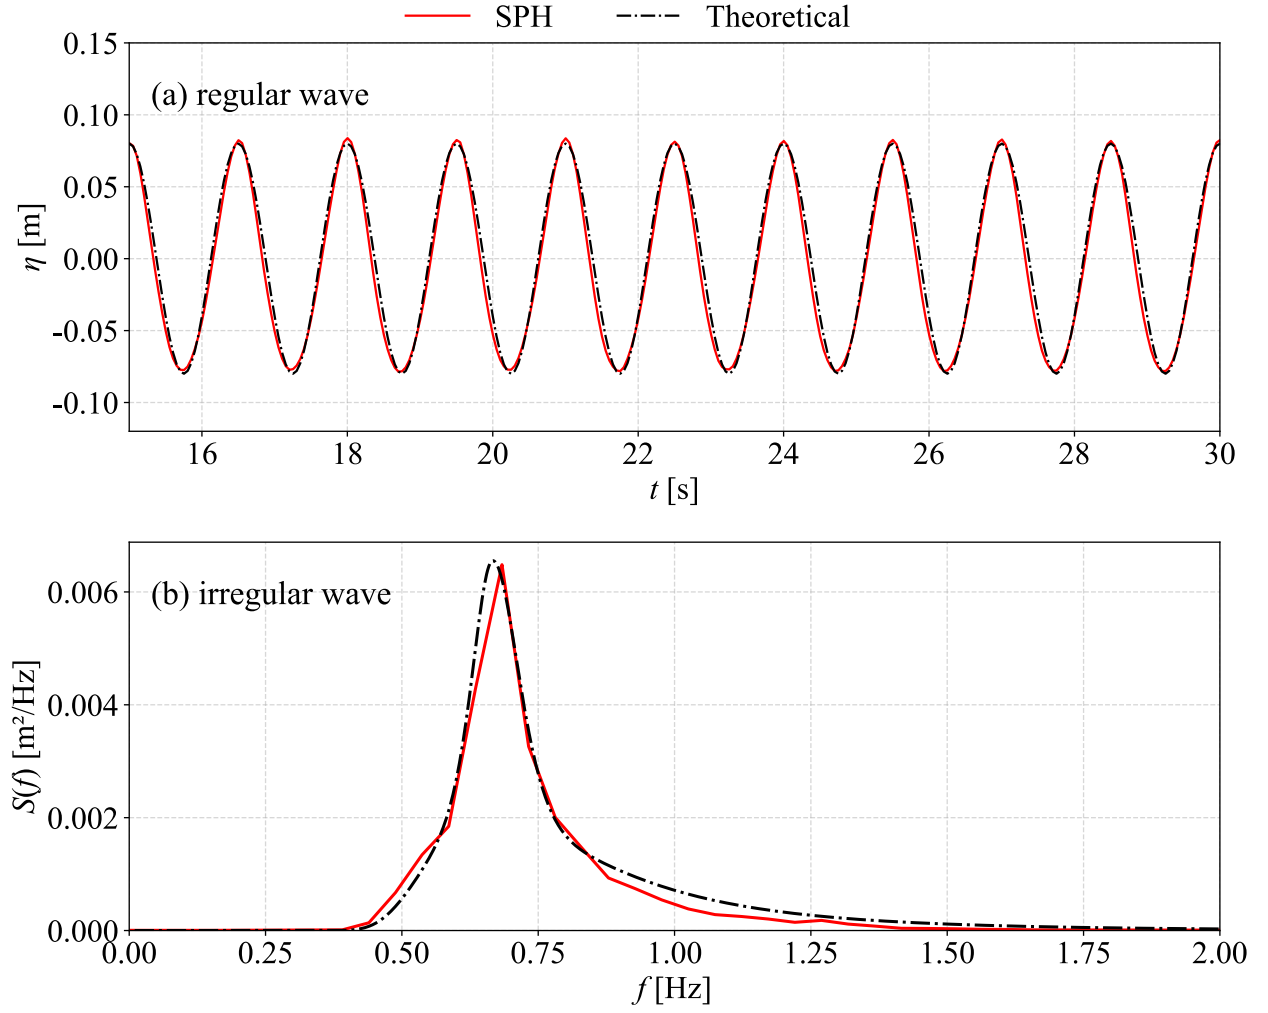 SPH Theoretical
(a) regular wave
0.15
0.10
0.05
0.00
-0.05
-0.10
η [m]
16 18 20 22 24 26 28 30
t [s]
(b) irregular wave
0.006
0.004
0.002
0.000
S(f) [m²/Hz]
0.00 0.25 0.50 0.75 1.00 1.25 1.50 1.75 2.00
f [Hz]